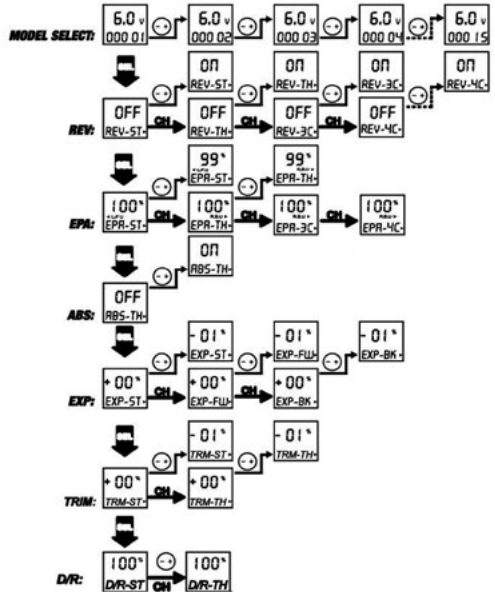 MODEL SELECT: 6.0 v 6.0 v 6.0 v 6.0 v 6.0 v
000 01 000 02 000 03 000 04 000 15
ON ON ON ON
REV-ST REV-TH REV-3C REV-4C
OFF OFF OFF OFF
REV: REV-ST CH REV-TH CH REV-3C CH REV-4C
99% 99%
EPA-ST EPA-TH
100% 100% 100% 100%
EPA: EPA-ST CH EPA-TH CH EPA-3C CH EPA-4C
ON
ABS-TH
OFF
ABS: ABS-TH
-01% -01% -01%
EXP-ST EXP-FW EXP-BK
+00% +00% +00%
EXP: EXP-ST CH EXP-FW CH EXP-BK
-01% -01%
TRM-ST TRM-TH
+00% +00%
TRIM: TRM-ST CH TRM-TH
100% 100%
D/R: D/R-ST CH D/R-TH